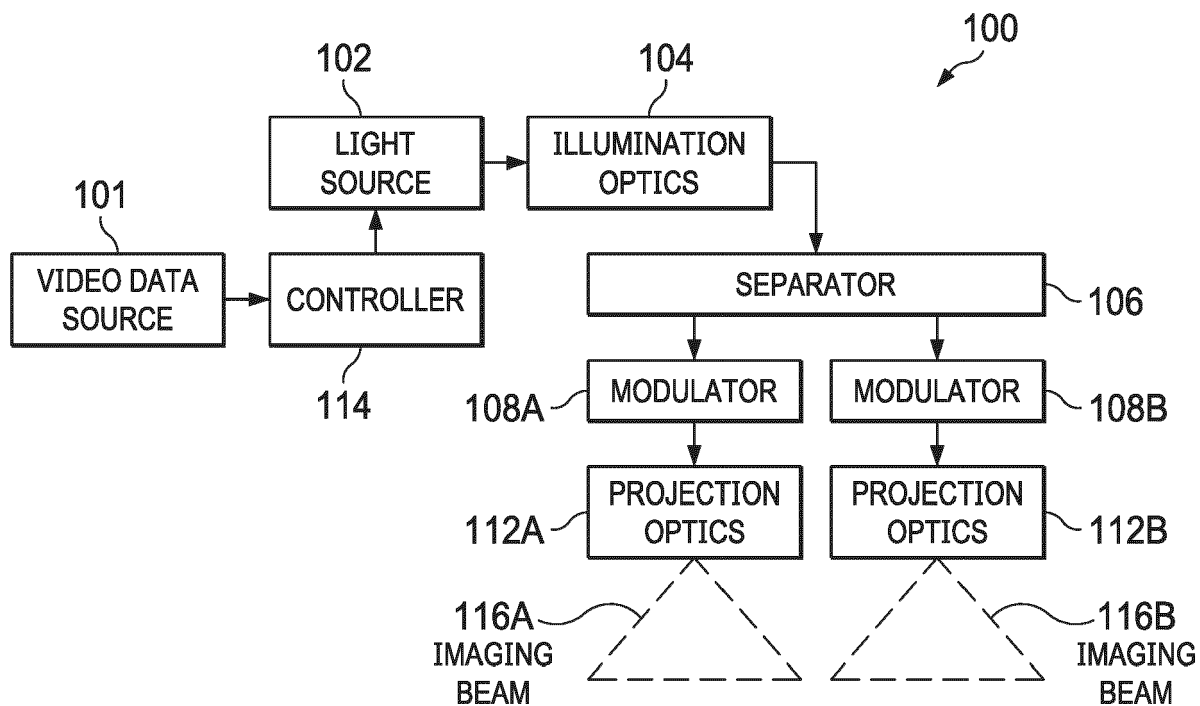 100
102
104
LIGHT
SOURCE
ILLUMINATION
OPTICS
101
VIDEO DATA
SOURCE
CONTROLLER
114
SEPARATOR
106
MODULATOR
108A
MODULATOR
108B
PROJECTION
OPTICS
112A
PROJECTION
OPTICS
112B
116A
IMAGING
BEAM
116B
IMAGING
BEAM